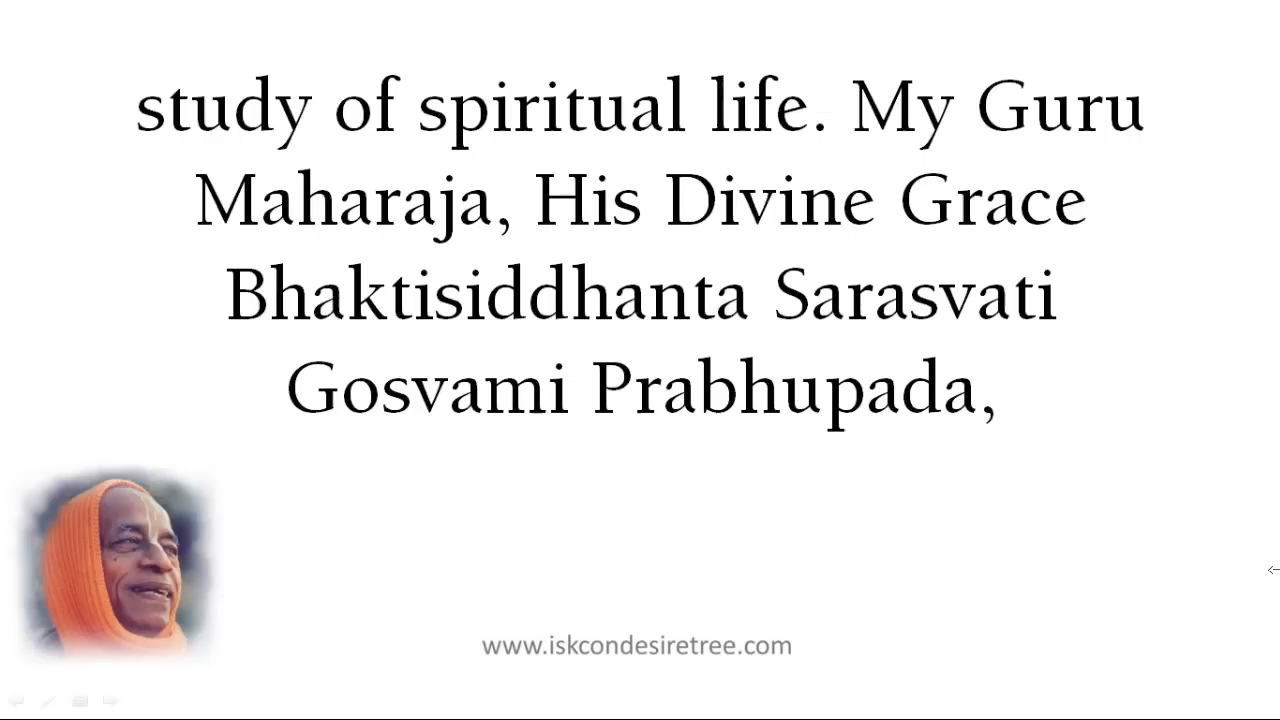 study of spiritual life. My Guru
Maharaja, His Divine Grace
Bhaktisiddhanta Sarasvati
Gosvami Prabhupada,
www.iskcondesiretree.com